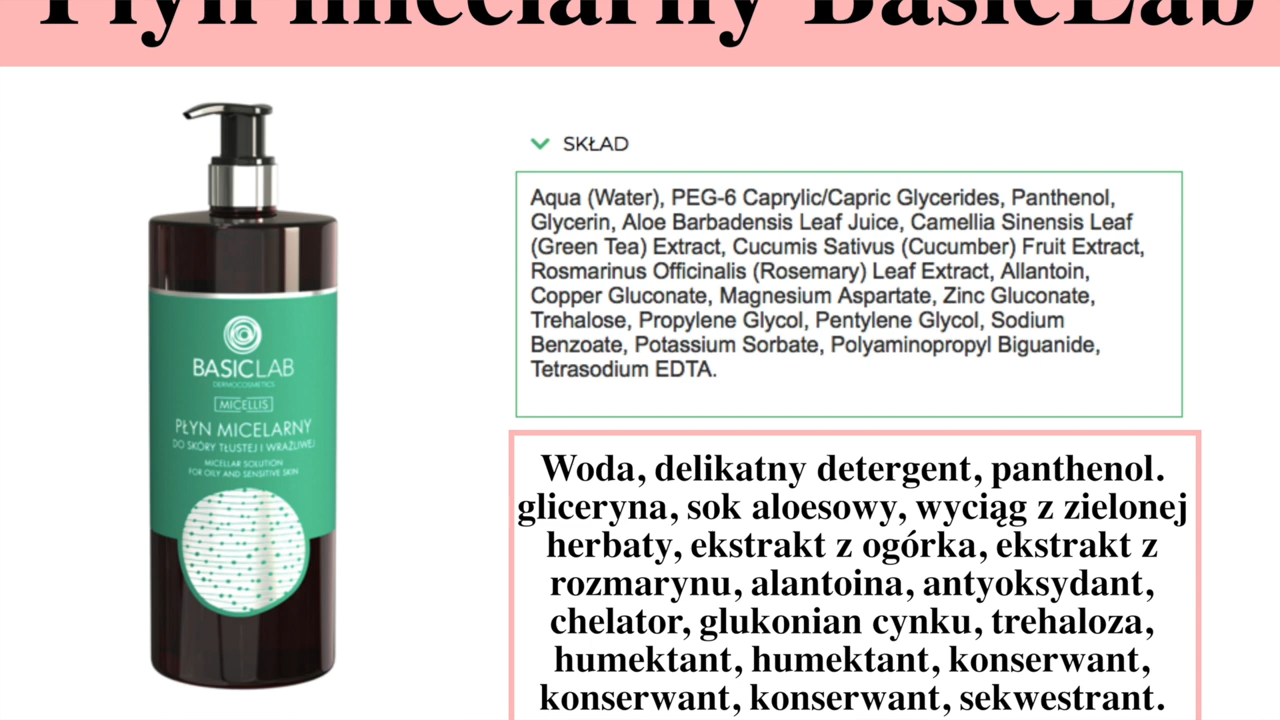 Płyn micelarny BasicLab
SKŁAD
Aqua (Water), PEG-6 Caprylic/Capric Glycerides, Panthenol,
Glycerin, Aloe Barbadensis Leaf Juice, Camellia Sinensis Leaf
(Green Tea) Extract, Cucumis Sativus (Cucumber) Fruit Extract,
Rosmarinus Officinalis (Rosemary) Leaf Extract, Allantoin,
Copper Gluconate, Magnesium Aspartate, Zinc Gluconate,
Trehalose, Propylene Glycol, Pentylene Glycol, Sodium
Benzoate, Potassium Sorbate, Polyaminopropyl Biguanide,
Tetrasodium EDTA.
BASICLAB
DERMOCOSMETICS
MICELLIS
PŁYN MICELARNY
DO SKÓRY TŁUSTEJ I WRAŻLIWEJ
MICELLAR SOLUTION
FOR OILY AND SENSITIVE SKIN
Woda, delikatny detergent, panthenol.
gliceryna, sok aloesowy, wyciąg z zielonej
herbaty, ekstrakt z ogórka, ekstrakt z
rozmarynu, alantoina, antyoksydant,
chelator, glukonian cynku, trehaloza,
humektant, humektant, konserwant,
konserwant, konserwant, sekwestrant.